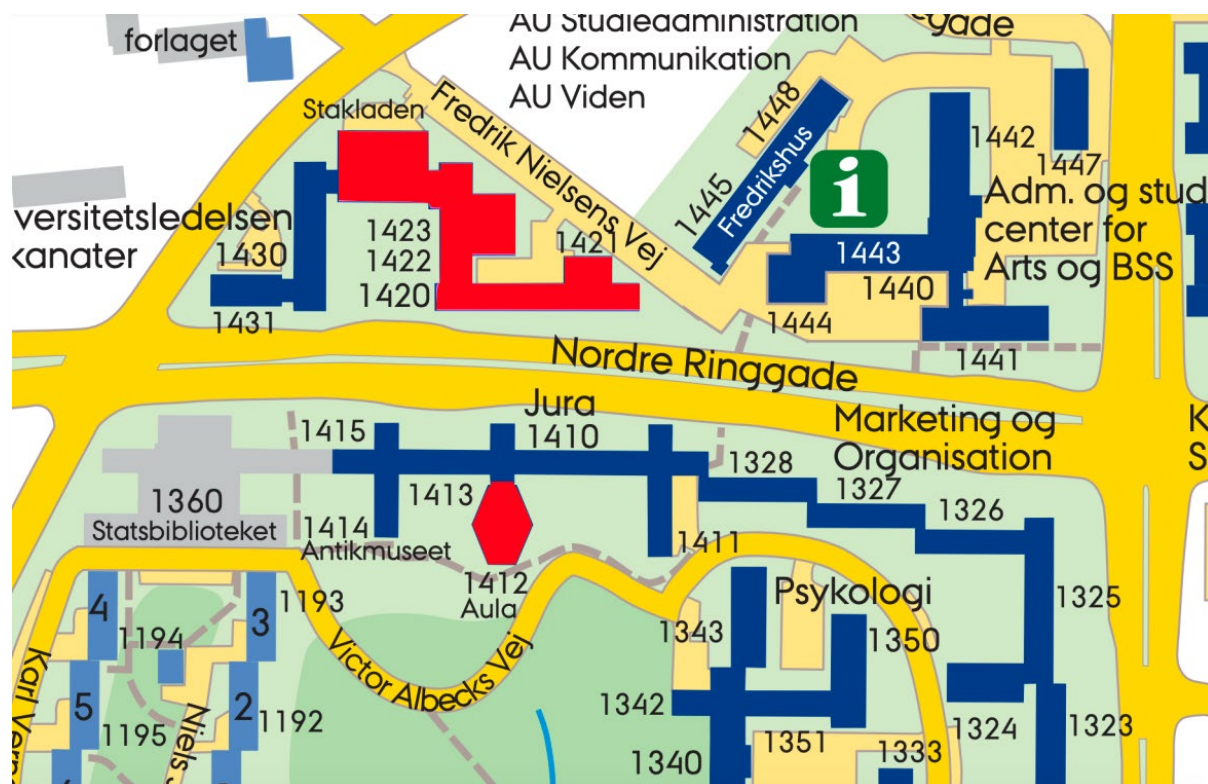 forlaget
AU Studieadministration
AU Kommunikation
AU Viden
egade
Stakladen
Fredrik Nielsens Vej
1448
1445
Fredrikshus
i
1442
1447
versitetsledelsen
kanater
1430
1431
1423
1422
1420
1421
1443
1440
1444
1441
Adm. og stud
center for
Arts og BSS
Nordre Ringgade
Jura
1415
1410
1413
1414
Antikmuseet
1412
Aula
1411
1360
Statsbiblioteket
Marketing og
Organisation
1328
1327
1326
1325
1324
1323
K
S
Psykologi
1343
1350
1342
1340
1351
1333
4
1194
3
1193
5
1195
2
1192
Victor Albecks Vej
Karl Ver
Niels